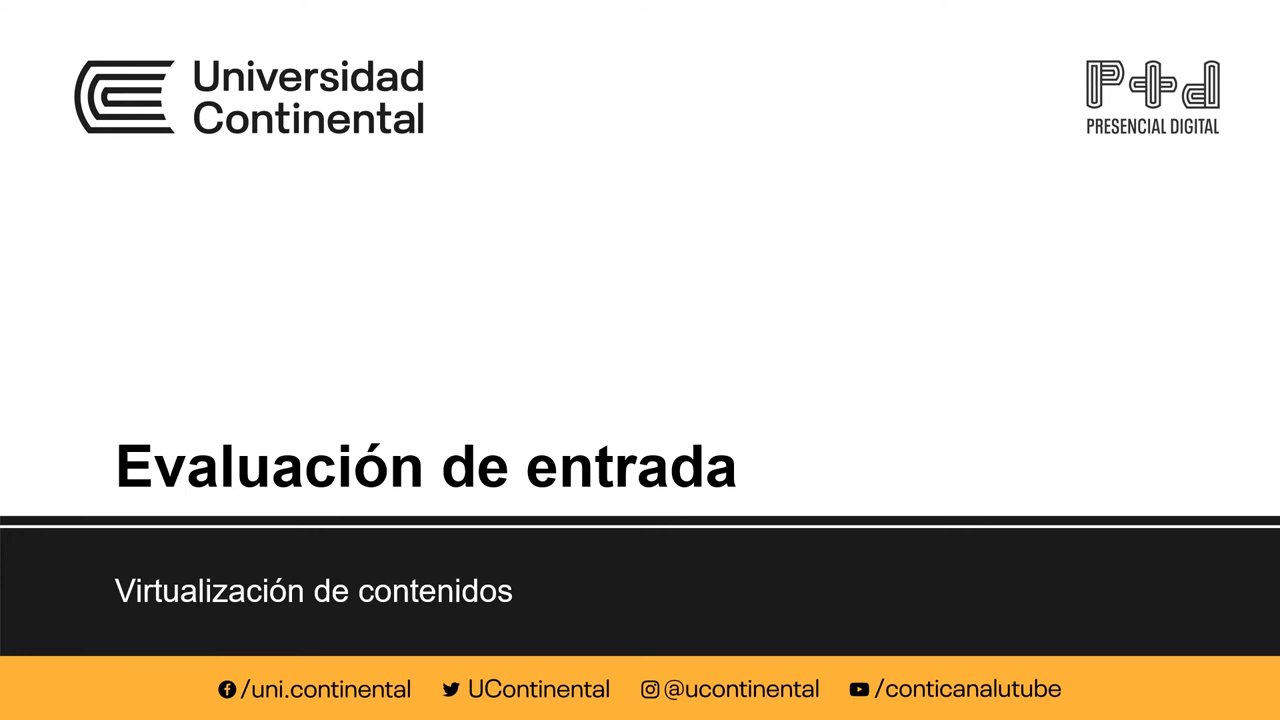 Universidad
Continental
P+d
PRESENCIAL DIGITAL
Evaluación de entrada
Virtualización de contenidos
/uni.continental UContinental @ucontinental /conticanalutube